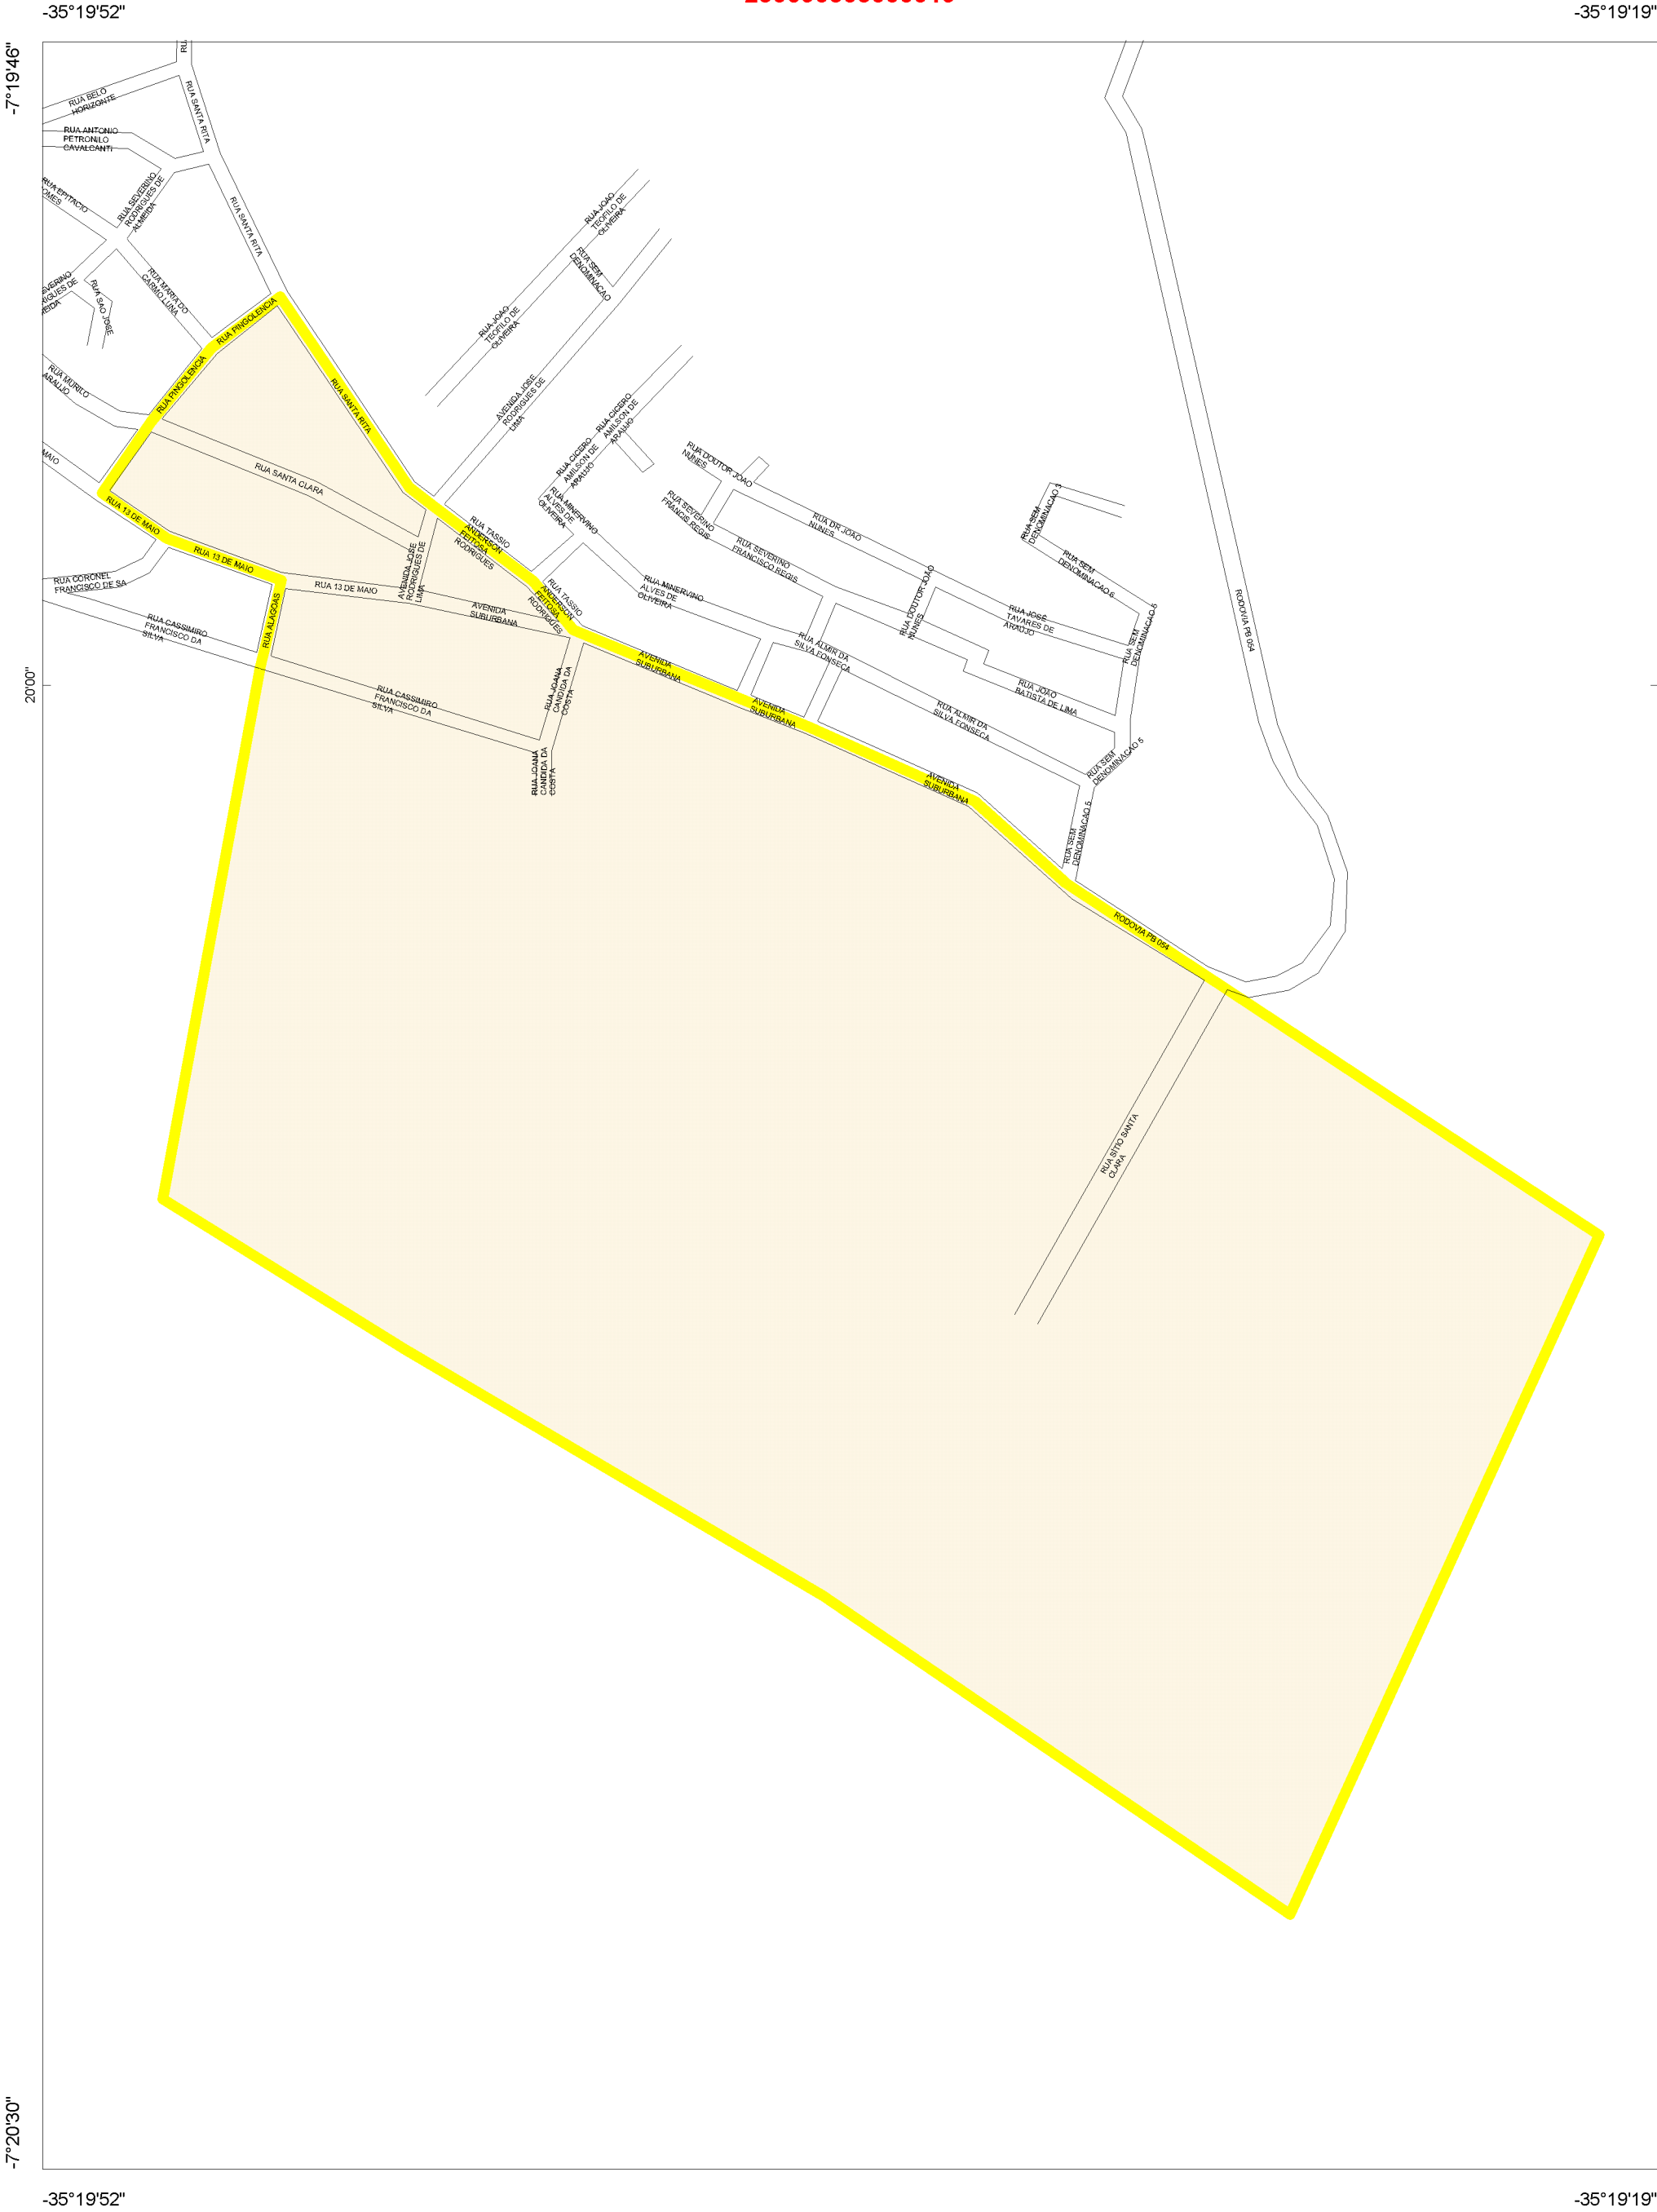 -35°19'52"
-35°19'19"
-7°19'46"
RUA BELO
HORIZONTE
RUA SANTA RITA
RUA ANTONIO
PETRONILO
CAVALCANTI
RUA SEVERINO
RODRIGUES DE
ALMEIDA
RUA EPITACIO
RUA SANTA RITA
RUA MARIA DO
CARMO LUNA
RUA SAO JOSE
RUA PINGOLENCIA
RUA PINGOLENCIA
RUA MURILO
ARAUJO
RUA SANTA RITA
RUA SANTA CLARA
MAIO
RUA 13 DE MAIO
RUA 13 DE MAIO
RUA 13 DE MAIO
RUA CORONEL
FRANCISCO DE SA
RUA CASSIMIRO
FRANCISCO DA
SILVA
RUA ALAGOAS
RUA CASSIMIRO
FRANCISCO DA
SILVA
RUA JOAO
TEOFILO DE
OLIVEIRA
RUA SEM
DENOMINACAO
RUA JOAO
TEOFILO DE
OLIVEIRA
AVENIDA JOSE
RODRIGUES DE
LIMA
RUA CICERO
AMILSON DE
ARAUJO
RUA CICERO
AMILSON DE
ARAUJO
RUA MINERVINO
ALVES DE
OLIVEIRA
RUA TASSIO
ANDERSON
FEITOSA
RODRIGUES
AVENIDA JOSE
RODRIGUES DE
LIMA
RUA TASSIO
ANDERSON
FEITOSA
RODRIGUES
AVENIDA
SUBURBANA
RUA MINERVINO
ALVES DE
OLIVEIRA
RUA JOANA
CANDIDA DA
COSTA
RUA JOANA
CANDIDA DA
COSTA
AVENIDA
SUBURBANA
AVENIDA
SUBURBANA
AVENIDA
SUBURBANA
RUA DOUTOR JOAO
NUNES
RUA SEVERINO
FRANCIS REGIS
RUA DR JOAO
NUNES
RUA SEVERINO
FRANCISCO REGIS
RUA DOUTOR JOAO
NUNES
RUA ALMIR DA
SILVA FONSECA
RUA ALMIR DA
SILVA FONSECA
RUA JOSÉ
TAVARES DE
ARAÚJO
RUA JOAO
BATISTA DE LIMA
RUA SEM
DENOMINACAO 3
RUA SEM
DENOMINACAO 6
RUA SEM
DENOMINACAO 5
RUA SEM
DENOMINACAO 5
RUA SEM
DENOMINACAO 5
RODOVIA PB 054
RODOVIA PB 054
RUA SÍTIO SANTA
CLARA
20'00"
-7°20'30"
-35°19'52"
-35°19'19"